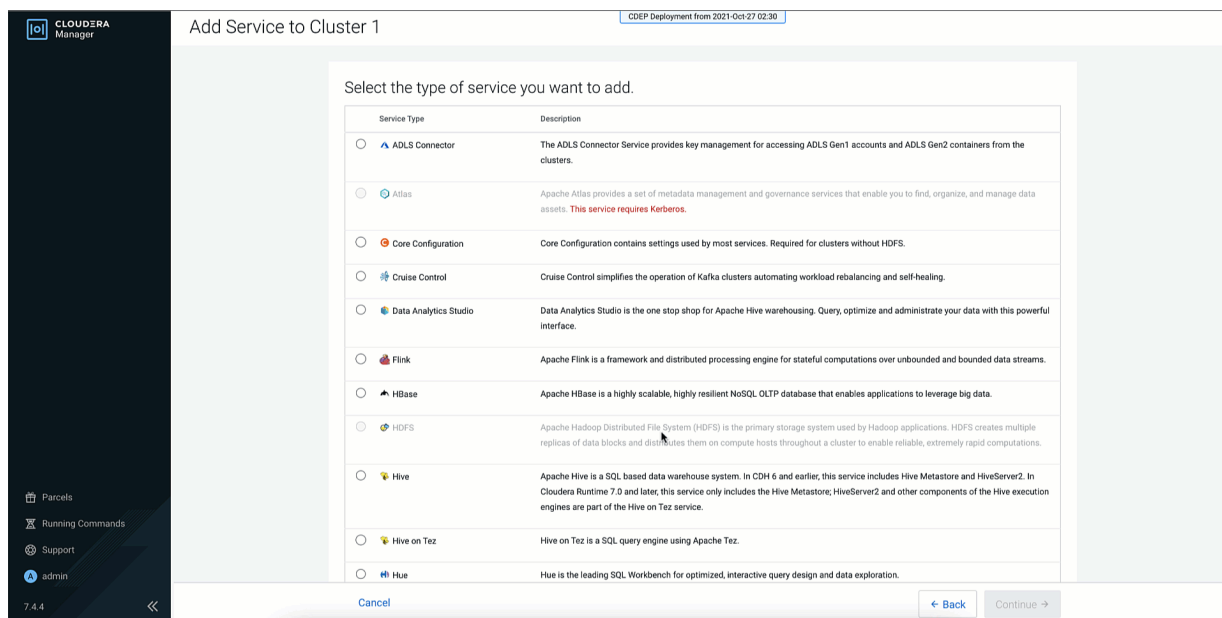 CLOUDERA
Manager
Add Service to Cluster 1
CDEP Deployment from 2021-Oct-27 02:30
Select the type of service you want to add.
Service Type
Description
ADLS Connector
The ADLS Connector Service provides key management for accessing ADLS Gen1 accounts and ADLS Gen2 containers from the
clusters.
Atlas
Apache Atlas provides a set of metadata management and governance services that enable you to find, organize, and manage data
assets. This service requires Kerberos.
Core Configuration
Core Configuration contains settings used by most services. Required for clusters without HDFS.
Cruise Control
Cruise Control simplifies the operation of Kafka clusters automating workload rebalancing and self-healing.
Data Analytics Studio
Data Analytics Studio is the one stop shop for Apache Hive warehousing. Query, optimize and administrate your data with this powerful
interface.
Flink
Apache Flink is a framework and distributed processing engine for stateful computations over unbounded and bounded data streams.
HBase
Apache HBase is a highly scalable, highly resilient NoSQL OLTP database that enables applications to leverage big data.
HDFS
Apache Hadoop Distributed File System (HDFS) is the primary storage system used by Hadoop applications. HDFS creates multiple
replicas of data blocks and distributes them on compute hosts throughout a cluster to enable reliable, extremely rapid computations.
Hive
Apache Hive is a SQL based data warehouse system. In CDH 6 and earlier, this service includes Hive Metastore and HiveServer2. In
Cloudera Runtime 7.0 and later, this service only includes the Hive Metastore; HiveServer2 and other components of the Hive execution
engines are part of the Hive on Tez service.
Hive on Tez
Hive on Tez is a SQL query engine using Apache Tez.
Hue
Hue is the leading SQL Workbench for optimized, interactive query design and data exploration.
Parcels
Running Commands
Support
A admin
7.4.4
Cancel
Back
Continue